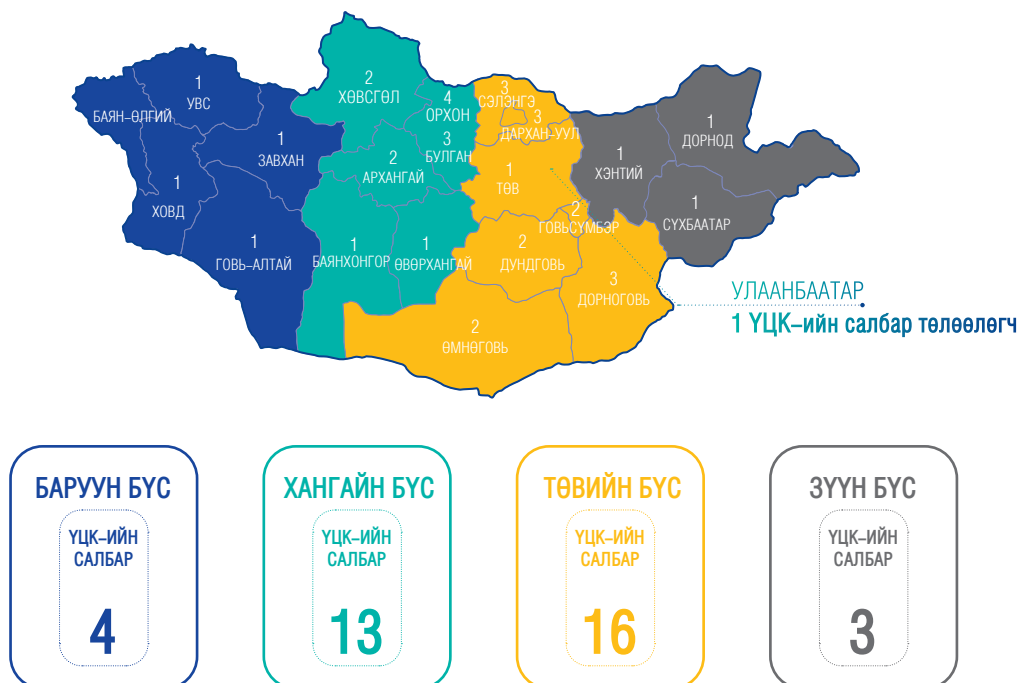 1
УВС
БАЯН-ӨЛГИЙ
1
ЗАВХАН
1
ХОВД
1
ГОВЬ-АЛТАЙ
2
ХӨВСГӨЛ
4
ОРХОН
3
БУЛГАН
2
АРХАНГАЙ
1
БАЯНХОНГОР
1
ӨВӨРХАНГАЙ
3
СЭЛЭНГЭ
3
ДАРХАН-УУЛ
1
ТӨВ
2
ГОВЬСҮМБЭР
2
ДУНДГОВЬ
3
ДОРНОГОВЬ
2
ӨМНӨГОВЬ
1
ХЭНТИЙ
1
ДОРНОД
1
СҮХБААТАР
УЛААНБААТАР
1 ҮЦК-ийн салбар төлөөлөгч
БАРУУН БҮС
ҮЦК-ИЙН
САЛБАР
4
ХАНГАЙН БҮС
ҮЦК-ИЙН
САЛБАР
13
ТӨВИЙН БҮС
ҮЦК-ИЙН
САЛБАР
16
ЗҮҮН БҮС
ҮЦК-ИЙН
САЛБАР
3